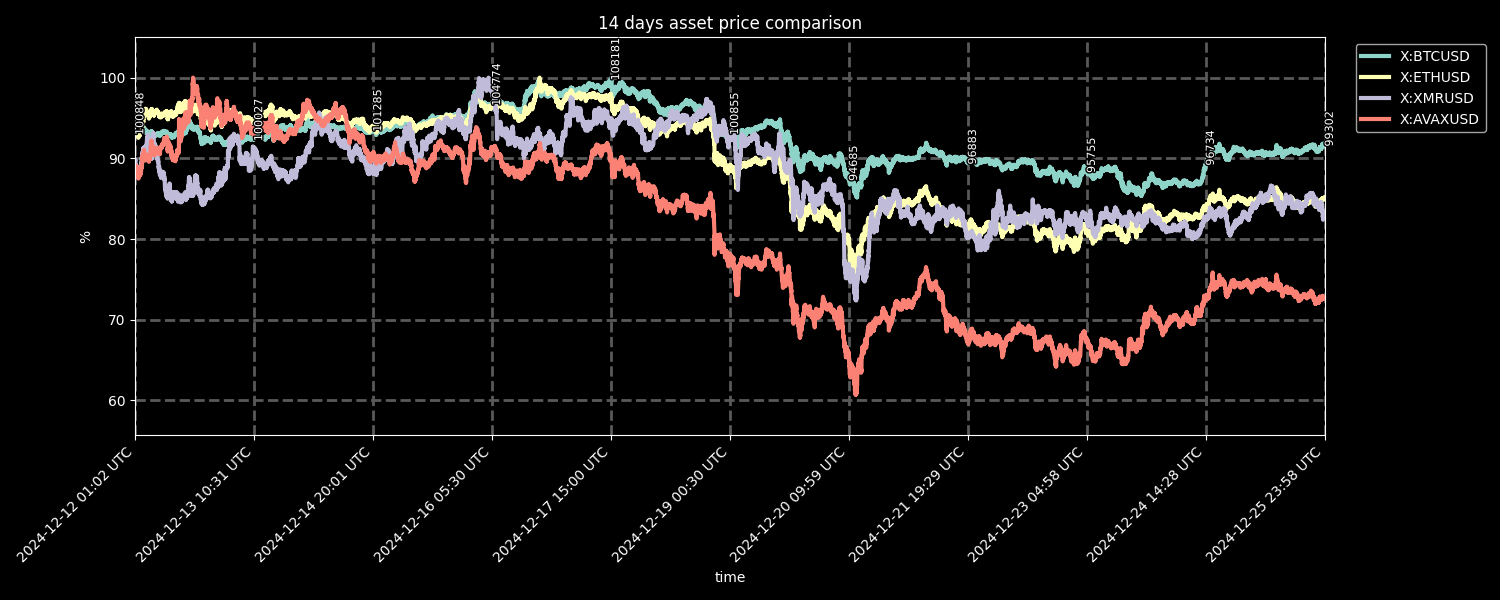 14 days asset price comparison
X:BTCUSD
X:ETHUSD
X:XMRUSD
X:AVAXUSD
100
90
80
70
60
%
100848
100027
101285
104774
108181
100855
94685
96883
95755
96734
99302
2024-12-12 01:02 UTC
2024-12-13 10:31 UTC
2024-12-14 20:01 UTC
2024-12-16 05:30 UTC
2024-12-17 15:00 UTC
2024-12-19 00:30 UTC
2024-12-20 09:59 UTC
2024-12-21 19:29 UTC
2024-12-23 04:58 UTC
2024-12-24 14:28 UTC
2024-12-25 23:58 UTC
time